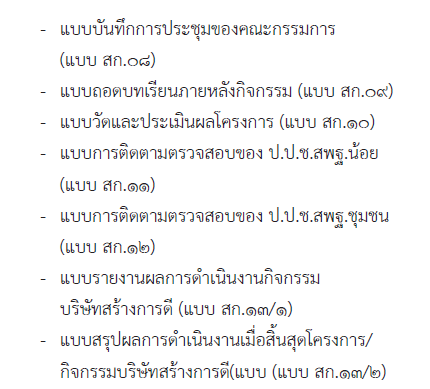 - แบบบันทึกการประชุมของคณะกรรมการ
(แบบ สก.๐๘)
- แบบถอดบทเรียนภายหลังกิจกรรม (แบบ สก.๐๙)
- แบบวัดและประเมินผลโครงการ (แบบ สก.๑๐)
- แบบการติดตามตรวจสอบของ ป.ป.ช.สพฐ.น้อย
(แบบ สก.๑๑)
- แบบการติดตามตรวจสอบของ ป.ป.ช.สพฐ.ชุมชน
(แบบ สก.๑๒)
- แบบรายงานผลการดำเนินงานกิจกรรม
บริษัทสร้างการดี (แบบ สก.๑๓/๑)
- แบบสรุปผลการดำเนินงานเมื่อสิ้นสุดโครงการ/
กิจกรรมบริษัทสร้างการดี(แบบ (แบบ สก.๑๓/๒)